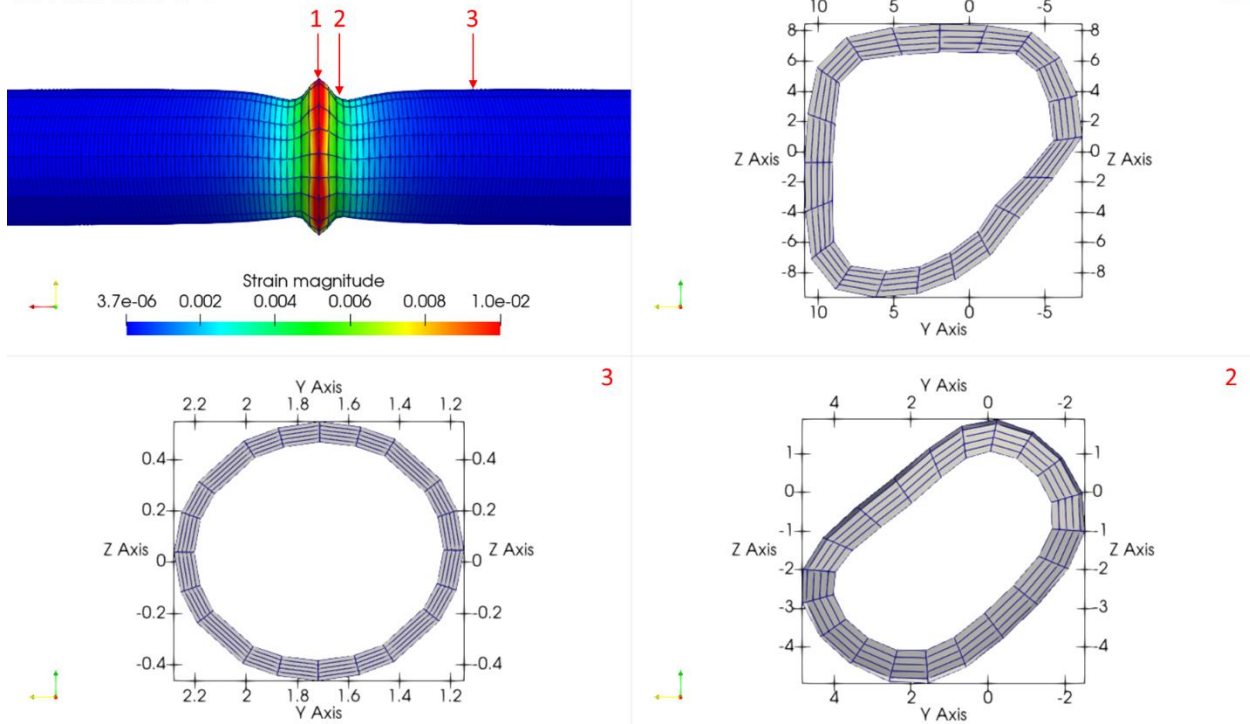 1 2 3
Strain magnitude
3.7e-06 0.002 0.004 0.006 0.008 1.0e-02
10 5 0 -5
8 8
6 6
4 4
2 2
0 0
Z Axis Z Axis
-2 -2
-4 -4
-6 -6
-8 -8
10 5 0 -5
Y Axis
3
Y Axis
2.2 2 1.8 1.6 1.4 1.2
0.4 0.4
0.2 0.2
Z Axis 0 0 Z Axis
-0.2 -0.2
-0.4 -0.4
2.2 2 1.8 1.6 1.4 1.2
Y Axis
2
Y Axis
4 2 0 -2
1 1
0 0
-1 -1
Z Axis Z Axis
-2 -2
-3 -3
-4 -4
4 2 0 -2
Y Axis